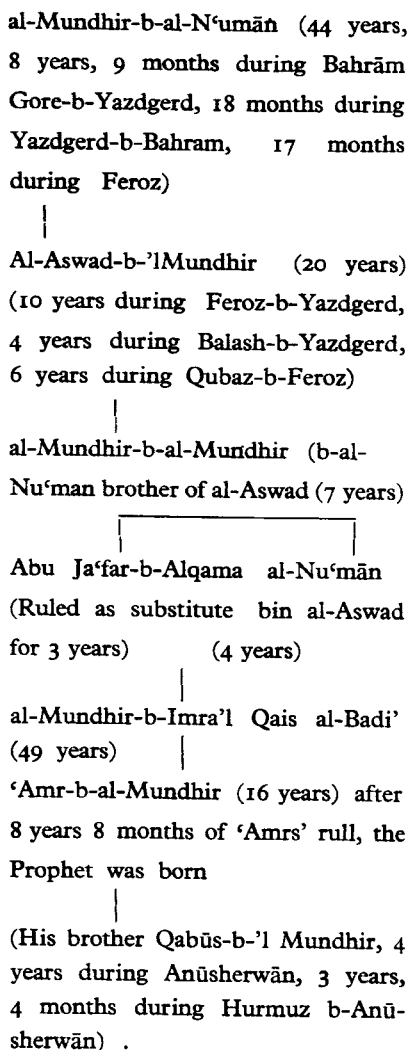 al-Mundhir-b-al-N‘umān (44 years,
8 years, 9 months during Bahrām
Gore-b-Yazdgerd, 18 months during
Yazdgerd-b-Bahram, 17 months
during Feroz)
Al-Aswad-b-’lMundhir (20 years)
(10 years during Feroz-b-Yazdgerd,
4 years during Balash-b-Yazdgerd,
6 years during Qubaz-b-Feroz)
al-Mundhir-b-al-Mundhir (b-al-
Nu‘man brother of al-Aswad (7 years)
Abu Ja‘far-b-Alqama al-Nu‘mān
(Ruled as substitute bin al-Aswad
for 3 years) (4 years)
al-Mundhir-b-Imra’l Qais al-Badi’
(49 years)
‘Amr-b-al-Mundhir (16 years) after
8 years 8 months of ‘Amrs’ rull, the
Prophet was born
(His brother Qabūs-b-’l Mundhir, 4
years during Anūsherwān, 3 years,
4 months during Hurmuz b-Anū-
sherwān) .